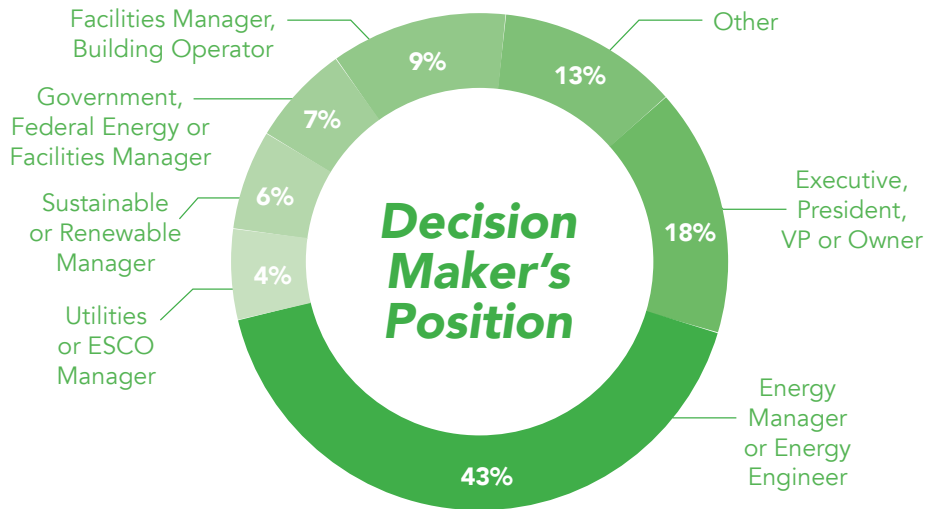 Facilities Manager,
Building Operator
9%
Other
13%
Government,
Federal Energy or
Facilities Manager
7%
Executive,
President,
VP or Owner
18%
Sustainable
or Renewable
Manager
6%
Decision
Maker’s
Position
Utilities
or ESCO
Manager
4%
Energy
Manager
or Energy
Engineer
43%